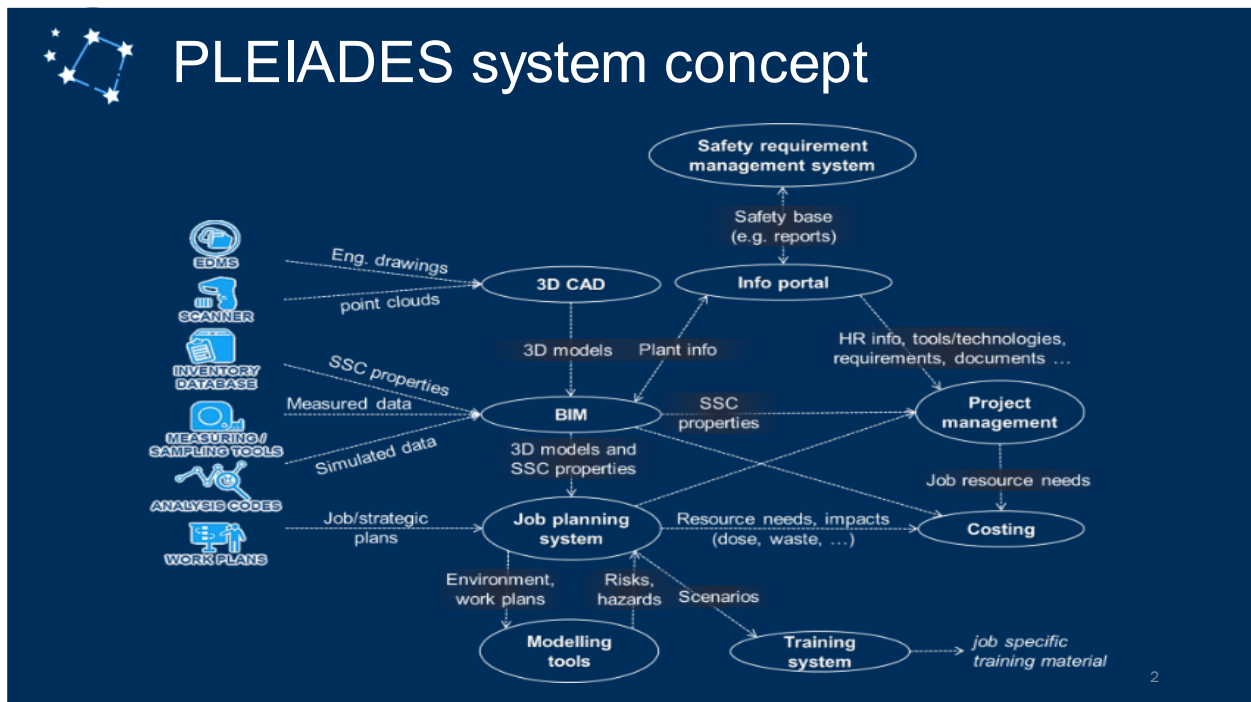 PLEIADES system concept
Safety requirement
management system
Safety base
(e.g. reports)
EDMS
Eng. drawings
3D CAD
Info portal
SCANNER
point clouds
3D models
Plant info
HR info, tools/technologies,
requirements, documents ...
INVENTORY
DATABASE
SSC properties
Measured data
BIM
SSC
properties
Project
management
MEASURING /
SAMPLING TOOLS
Simulated data
3D models and
SSC properties
Job resource needs
ANALYSIS CODES
Job/strategic
plans
Job planning
system
Resource needs, impacts
(dose, waste, ...)
Costing
WORK PLANS
Environment,
work plans
Risks,
hazards
Scenarios
Modelling
tools
Training
system
job specific
training material
2